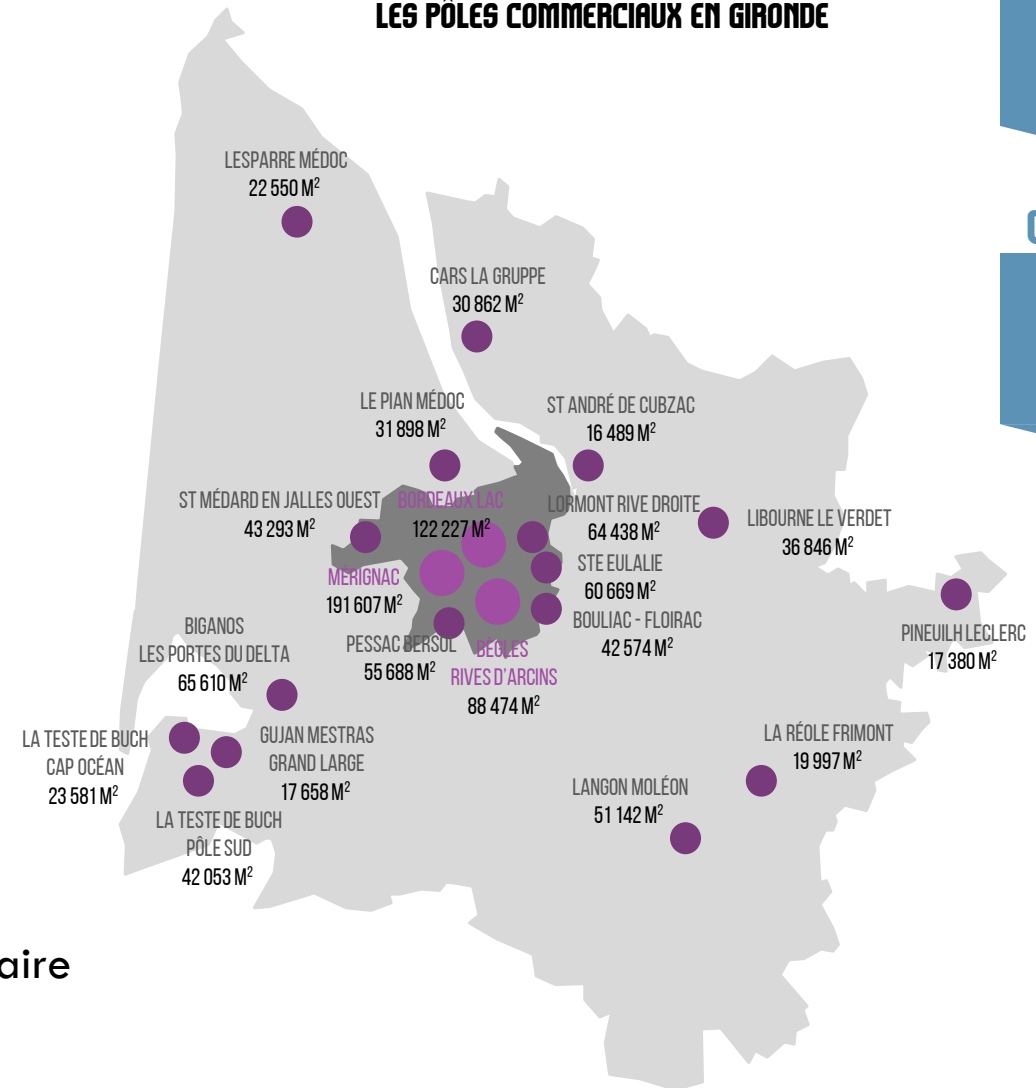 LES PÔLES COMMERCIAUX EN GIRONDE
LESPARRE MÉDOC
22 550 M²
CARS LA GRUPPE
30 862 M²
LE PIAN MÉDOC
31 898 M²
ST ANDRÉ DE CUBZAC
16 489 M²
ST MÉDARD EN JALLES OUEST
43 293 M²
BORDEAUX LAC
122 227 M²
LORMONT RIVE DROITE
64 438 M²
LIBOURNE LE VERDET
36 846 M²
STE EULALIE
60 669 M²
MÉRIGNAC
191 607 M²
BOULIAC - FLOIRAC
42 574 M²
PINEUILH LECLERC
17 380 M²
PESSAC BERSOL
55 688 M²
BÈGLES
RIVES D'ARCINS
88 474 M²
BIGANOS
LES PORTES DU DELTA
65 610 M²
LA TESTE DE BUCH
CAP OCÉAN
23 581 M²
GUJAN MESTRAS
GRAND LARGE
17 658 M²
LA TESTE DE BUCH
PÔLE SUD
42 053 M²
LA RÉOLE FRIMONT
19 997 M²
LANGON MOLÉON
51 142 M²
aire